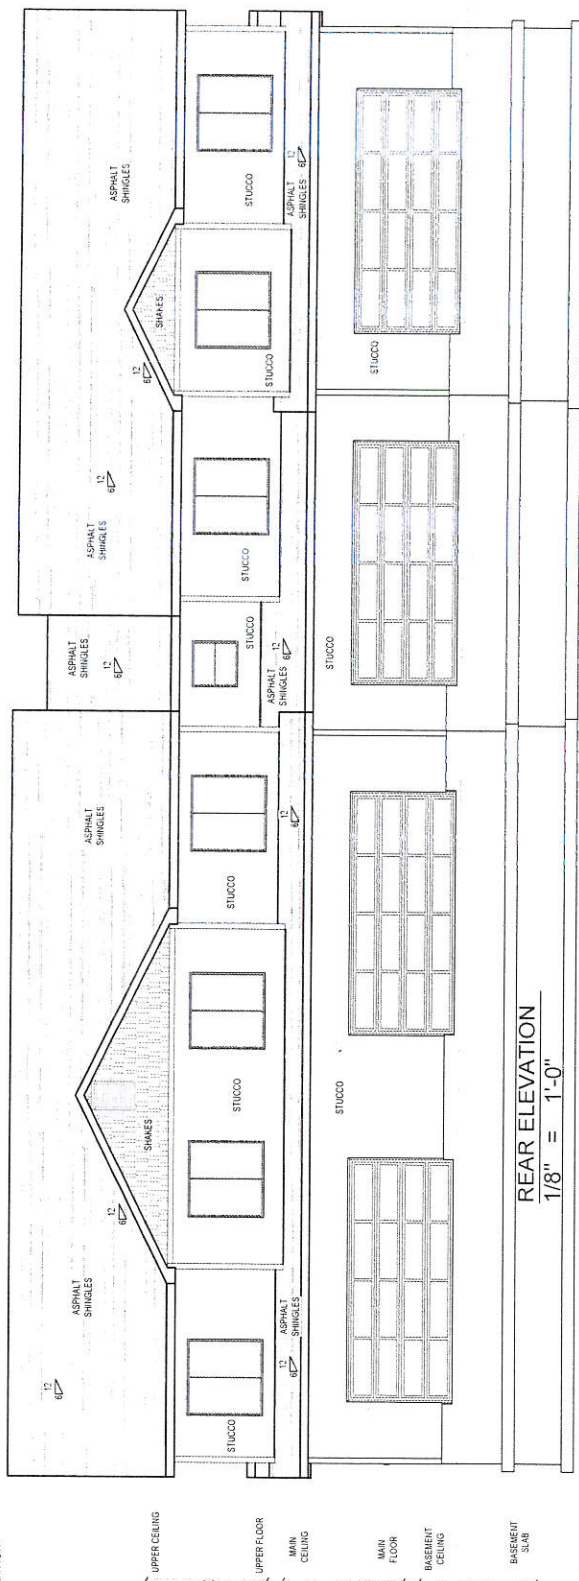 12
6
ASPHALT
SHINGLES
ASPHALT
SHINGLES
ASPHALT
SHINGLES
12
6
ASPHALT
SHINGLES
12
6
ASPHALT
SHINGLES
12
6
SHAKES
12
6
SHAKES
UPPER CEILING
STUCCO
STUCCO
STUCCO
STUCCO
STUCCO
STUCCO
STUCCO
UPPER FLOOR
ASPHALT
SHINGLES
12
6
12
6
ASPHALT
SHINGLES
12
6
ASPHALT
SHINGLES
12
6
MAIN
CEILING
STUCCO
STUCCO
STUCCO
MAIN
FLOOR
BASEMENT
CEILING
BASEMENT
SLAB
REAR ELEVATION
1/8" = 1'-0"